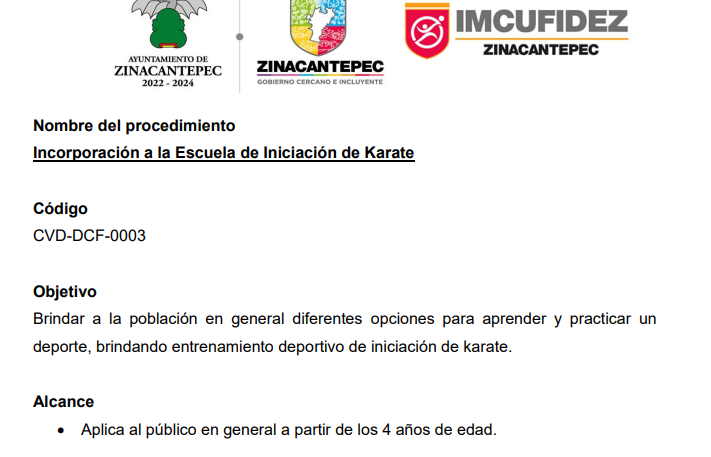 AYUNTAMIENTO DE
ZINACANTEPEC
2022 - 2024
ZINACANTEPEC
GOBIERNO CERCANO E INCLUYENTE
IMCUFIDEZ
ZINACANTEPEC
Nombre del procedimiento
Incorporación a la Escuela de Iniciación de Karate
Código
CVD-DCF-0003
Objetivo
Brindar a la población en general diferentes opciones para aprender y practicar un
deporte, brindando entrenamiento deportivo de iniciación de karate.
Alcance
• Aplica al público en general a partir de los 4 años de edad.